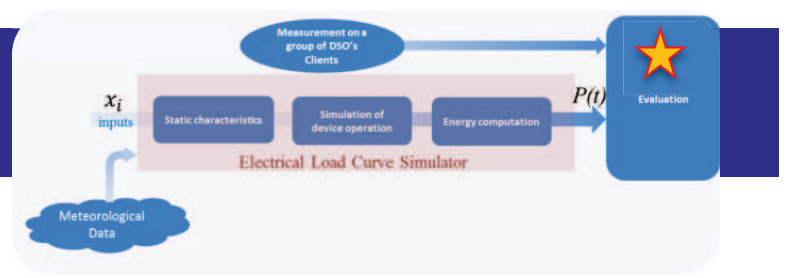 Measurement on a
group of DSO's
Clients
xᵢ
inputs
Static characteristics
Simulation of
device operation
Energy computation
P(t)
Evaluation
Electrical Load Curve Simulator
Meteorological
Data